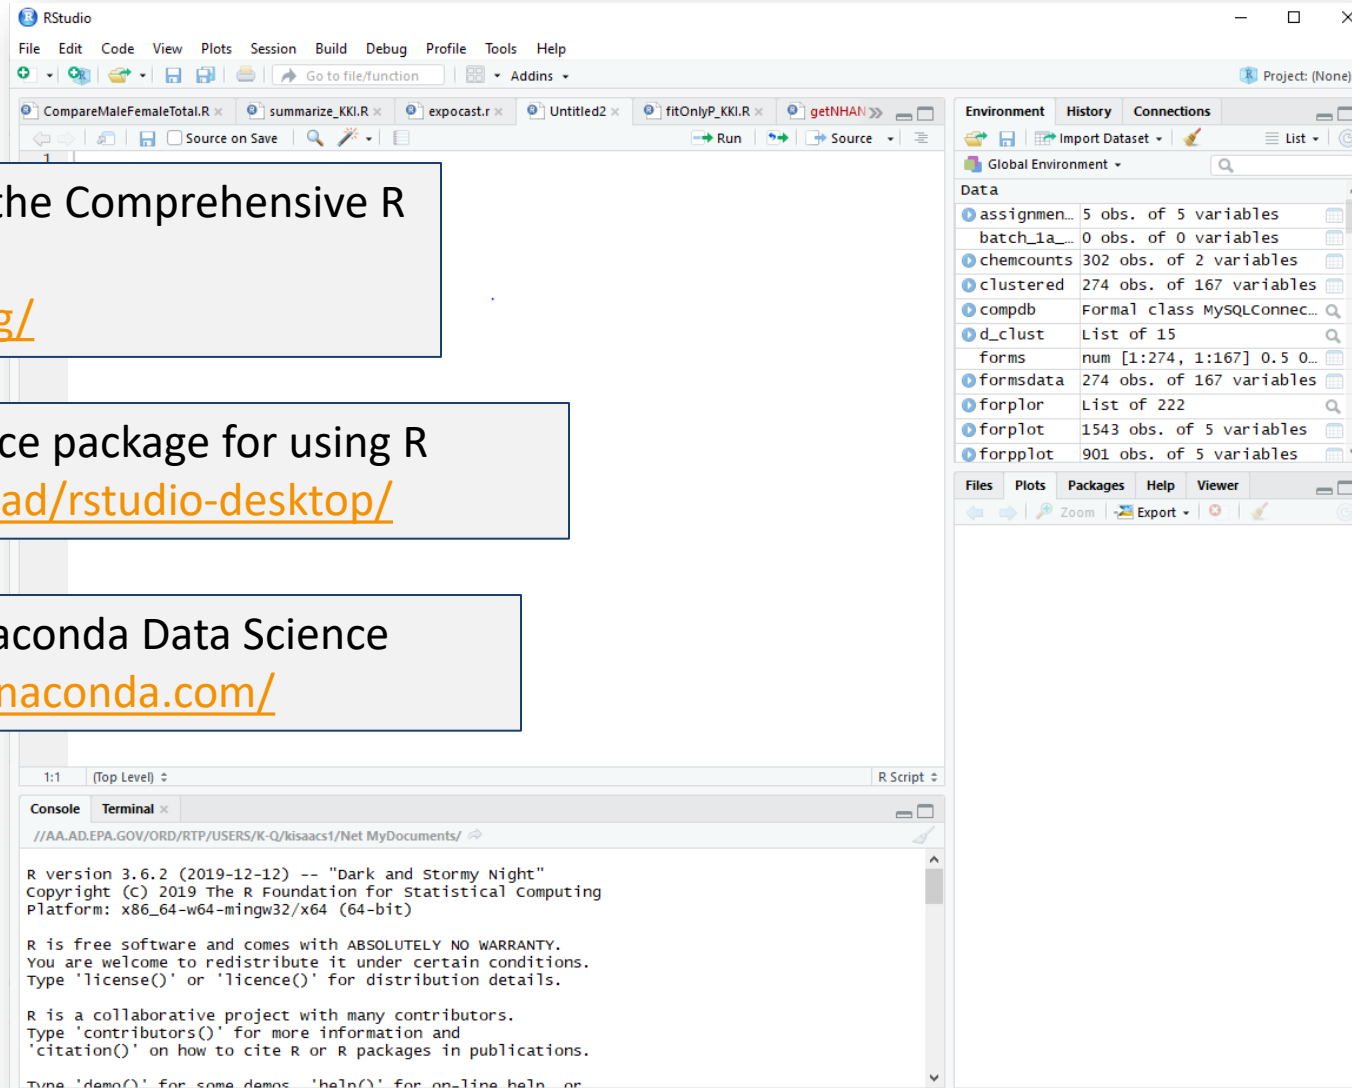 RStudio
File Edit Code View Plots Session Build Debug Profile Tools Help
Go to file/function Addins Project: (None)
CompareMaleFemaleTotal.R summarize_KKI.R expocast.r Untitled2 fitOnlyP_KKI.R getNHAN
Source on Save Run Source
1
the Comprehensive R
g/
ce package for using R
ad/rstudio-desktop/
aconda Data Science
naconda.com/
1:1 (Top Level) R Script
Console Terminal
//AA.AD.EPA.GOV/ORD/RTP/USERS/K-Q/kisaacs1/Net MyDocuments/
R version 3.6.2 (2019-12-12) -- "Dark and Stormy Night"
Copyright (C) 2019 The R Foundation for Statistical Computing
Platform: x86_64-w64-mingw32/x64 (64-bit)
R is free software and comes with ABSOLUTELY NO WARRANTY.
You are welcome to redistribute it under certain conditions.
Type 'license()' or 'licence()' for distribution details.
R is a collaborative project with many contributors.
Type 'contributors()' for more information and
'citation()' on how to cite R or R packages in publications.
Type 'demo()' for some demos, 'help()' for on-line help, or
Environment History Connections
Import Dataset List
Global Environment
Data
assignmen… 5 obs. of 5 variables
batch_1a_… 0 obs. of 0 variables
chemcounts 302 obs. of 2 variables
clustered 274 obs. of 167 variables
compdb Formal class MySQLConnec…
d_clust List of 15
forms num [1:274, 1:167] 0.5 0…
formsdata 274 obs. of 167 variables
forplor List of 222
forplot 1543 obs. of 5 variables
forpplot 901 obs. of 5 variables
Files Plots Packages Help Viewer
Zoom Export